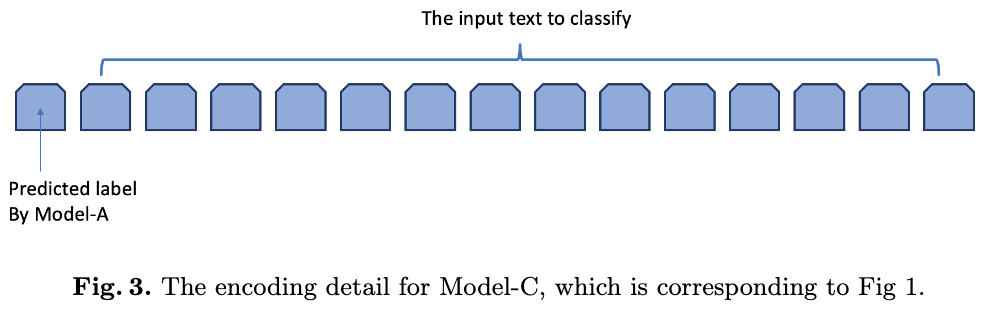 The input text to classify
Predicted label
By Model-A
Fig. 3. The encoding detail for Model-C, which is corresponding to Fig 1.